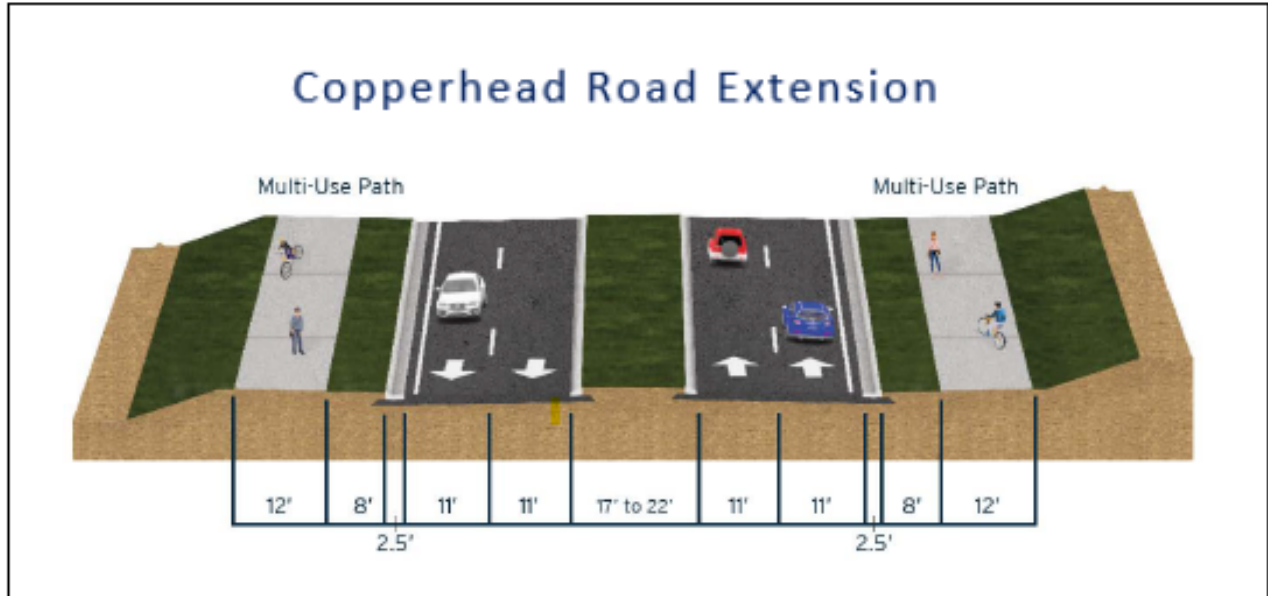 Copperhead Road Extension
Multi-Use Path Multi-Use Path
12' 8' 11' 11' 17' to 22' 11' 11' 8' 12'
2.5' 2.5'